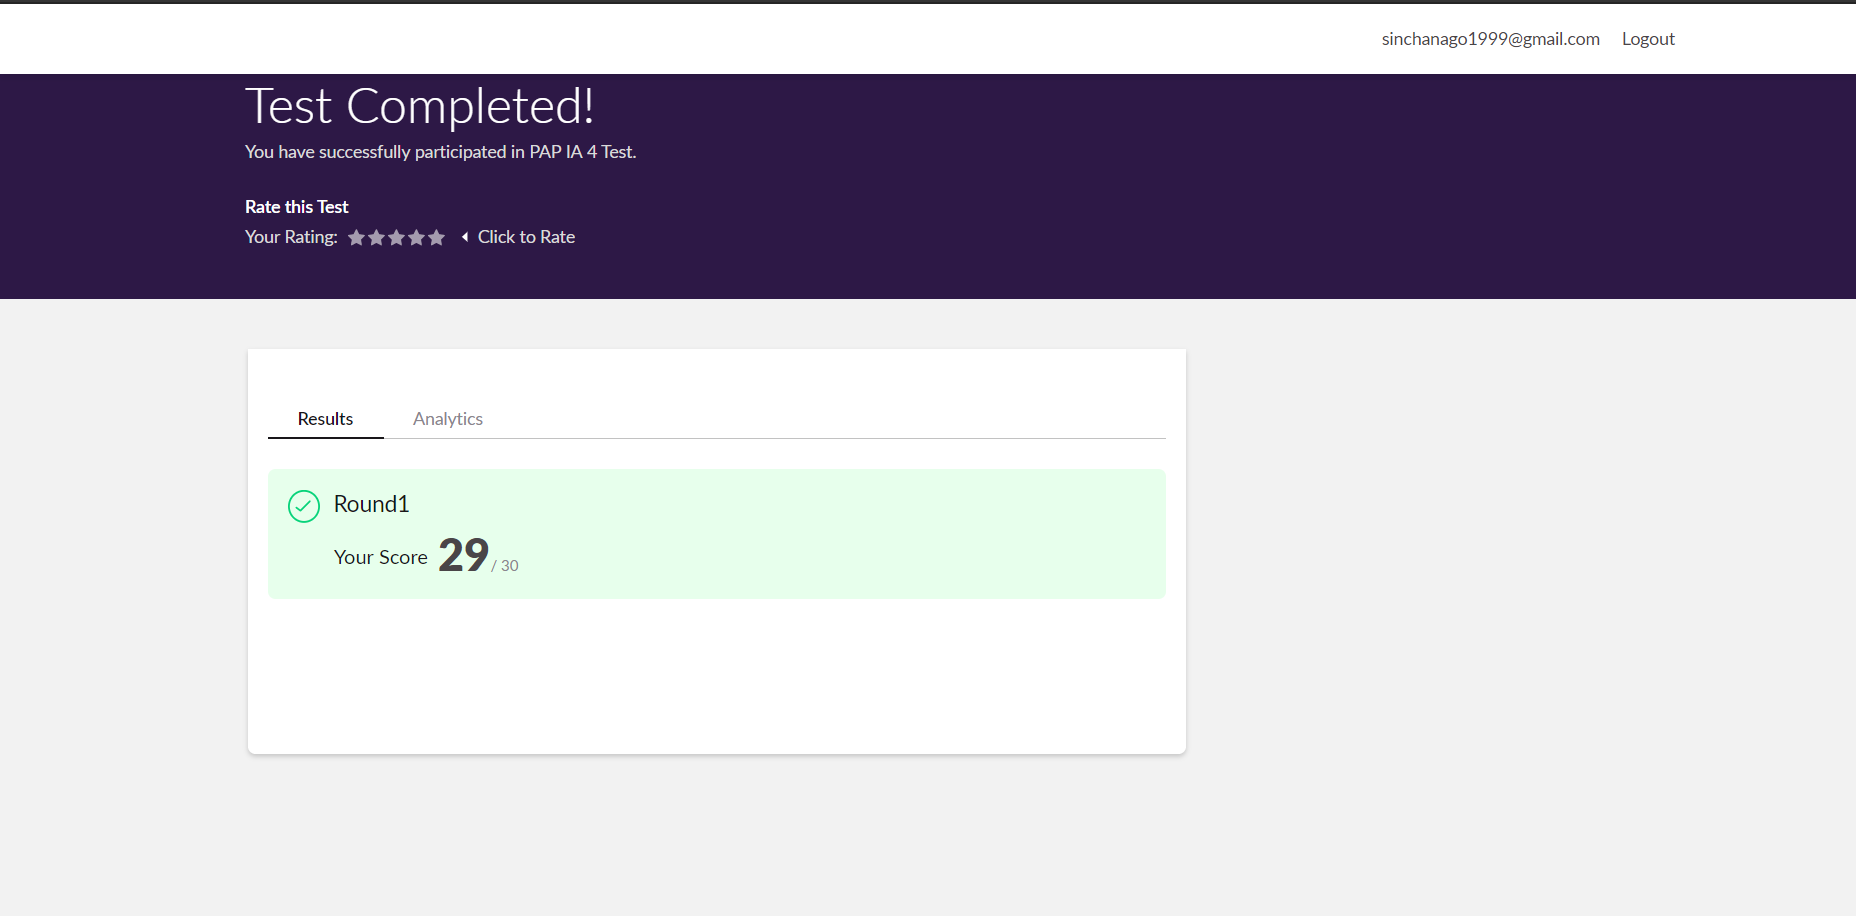 sinchanago1999@gmail.com Logout
Test Completed!
You have successfully participated in PAP IA 4 Test.
Rate this Test
Your Rating: Click to Rate
Results Analytics
Round1
Your Score 29 / 30